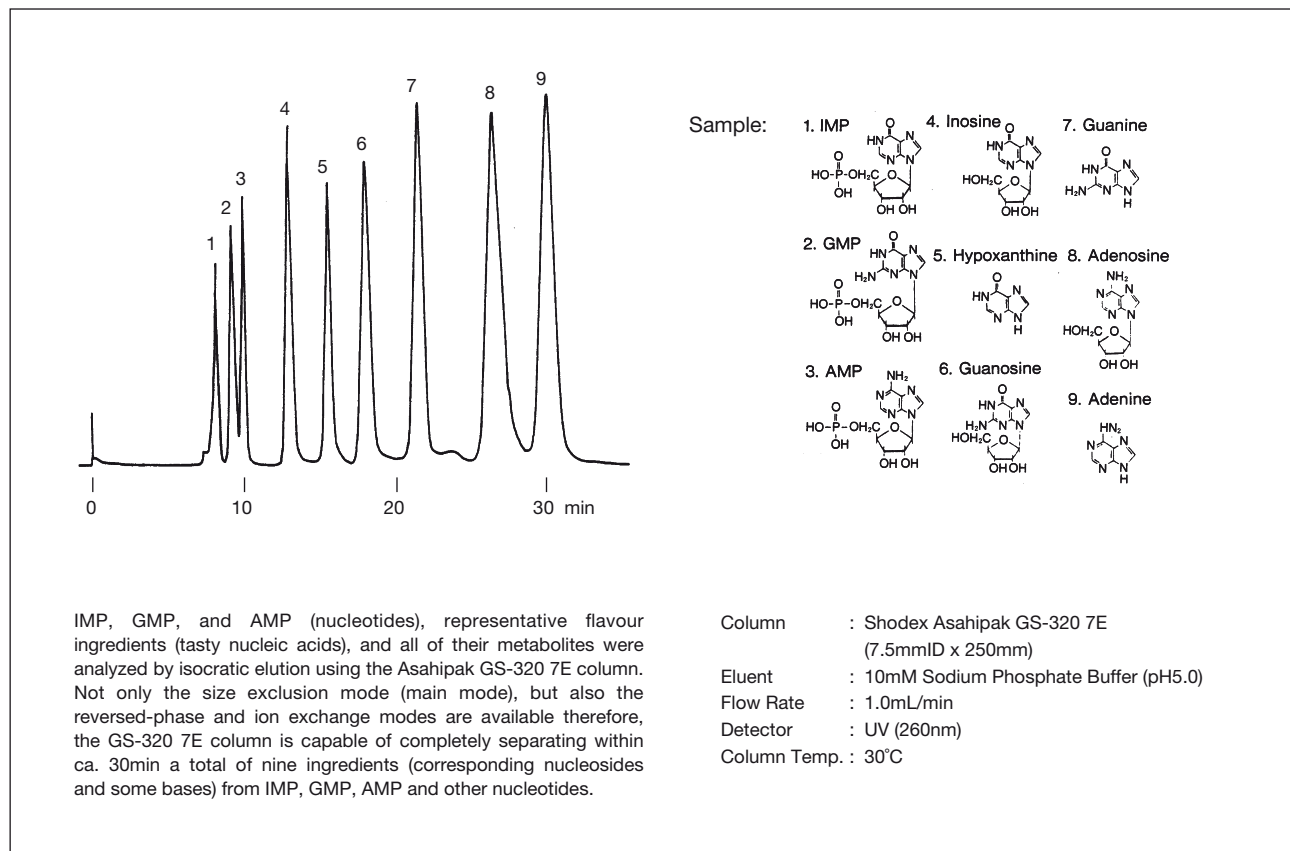 1
2
3
4
5
6
7
8
9
0
10
20
30 min
Sample:
1. IMP
4. Inosine
7. Guanine
2. GMP
5. Hypoxanthine
8. Adenosine
3. AMP
6. Guanosine
9. Adenine
IMP, GMP, and AMP (nucleotides), representative flavour
ingredients (tasty nucleic acids), and all of their metabolites were
analyzed by isocratic elution using the Asahipak GS-320 7E column.
Not only the size exclusion mode (main mode), but also the
reversed-phase and ion exchange modes are available therefore,
the GS-320 7E column is capable of completely separating within
ca. 30min a total of nine ingredients (corresponding nucleosides
and some bases) from IMP, GMP, AMP and other nucleotides.
Column : Shodex Asahipak GS-320 7E
(7.5mmID x 250mm)
Eluent : 10mM Sodium Phosphate Buffer (pH5.0)
Flow Rate : 1.0mL/min
Detector : UV (260nm)
Column Temp. : 30°C